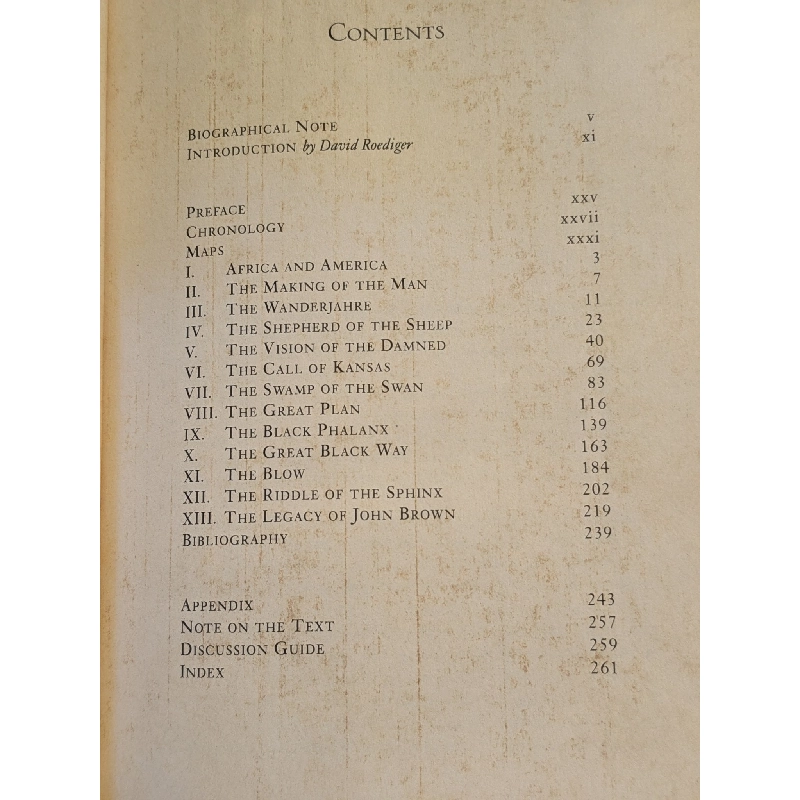 Contents
Biographical Note v
Introduction by David Roediger xi
Preface xxv
Chronology xxvii
Maps xxxi
I. Africa and America 3
II. The Making of the Man 7
III. The Wanderjahre 11
IV. The Shepherd of the Sheep 23
V. The Vision of the Damned 40
VI. The Call of Kansas 69
VII. The Swamp of the Swan 83
VIII. The Great Plan 116
IX. The Black Phalanx 139
X. The Great Black Way 163
XI. The Blow 184
XII. The Riddle of the Sphinx 202
XIII. The Legacy of John Brown 219
Bibliography 239
Appendix 243
Note on the Text 257
Discussion Guide 259
Index 261